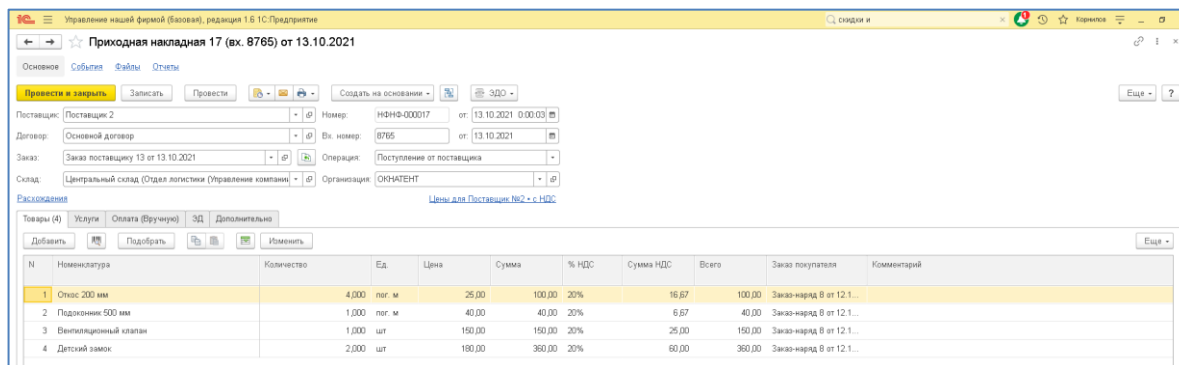 1С Управление нашей фирмой (базовая), редакция 1.6 1С:Предприятие скидки и Корнилов
Приходная накладная 17 (вх. 8765) от 13.10.2021
Основное События Файлы Отчеты
Провести и закрыть Записать Провести Создать на основании ЭДО Еще ?
Поставщик: Поставщик 2 Номер: НФНФ-000017 от: 13.10.2021 0:00:03
Договор: Основной договор Вх. номер: 8765 от: 13.10.2021
Заказ: Заказ поставщику 13 от 13.10.2021 Операция: Поступление от поставщика
Склад: Центральный склад (Отдел логистики (Управление компани Организация: ОКНАТЕНТ
Расхождения Цены для Поставщик №2 • с НДС
Товары (4) Услуги Оплата (Вручную) ЭД Дополнительно
Добавить Подобрать Изменить Еще
N Номенклатура Количество Ед. Цена Сумма % НДС Сумма НДС Всего Заказ покупателя Комментарий
1 Откос 200 мм 4,000 пог. м 25,00 100,00 20% 16,67 100,00 Заказ-наряд 8 от 12.1...
2 Подоконник 500 мм 1,000 пог. м 40,00 40,00 20% 6,67 40,00 Заказ-наряд 8 от 12.1...
3 Вентиляционный клапан 1,000 шт 150,00 150,00 20% 25,00 150,00 Заказ-наряд 8 от 12.1...
4 Детский замок 2,000 шт 180,00 360,00 20% 60,00 360,00 Заказ-наряд 8 от 12.1...